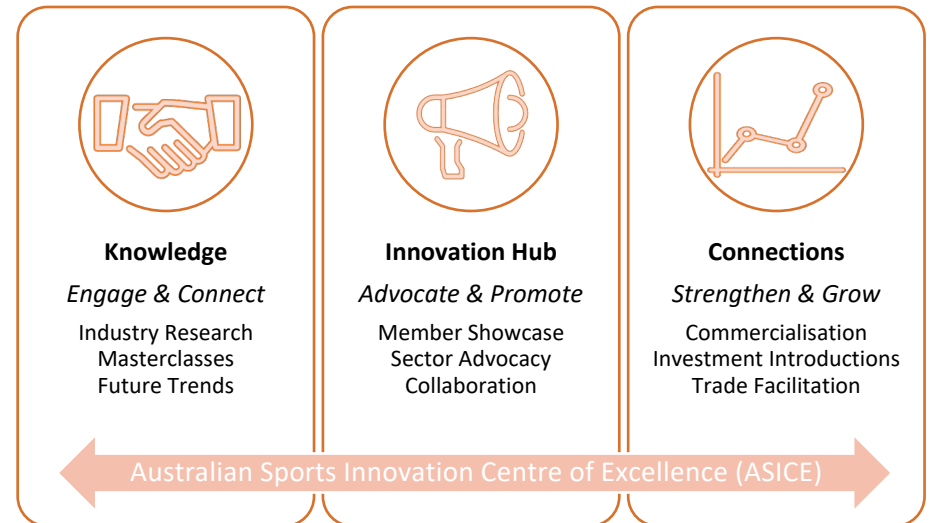 Knowledge
Engage & Connect
Industry Research
Masterclasses
Future Trends
Innovation Hub
Advocate & Promote
Member Showcase
Sector Advocacy
Collaboration
Connections
Strengthen & Grow
Commercialisation
Investment Introductions
Trade Facilitation
Australian Sports Innovation Centre of Excellence (ASICE)